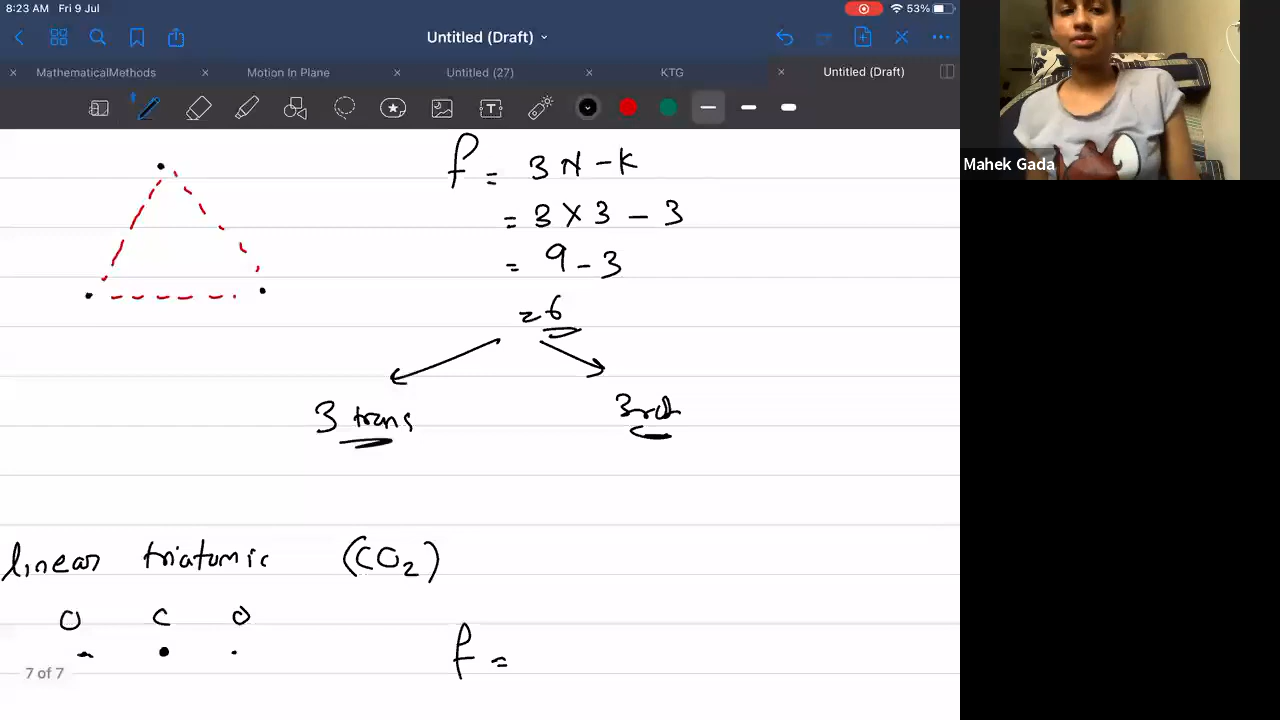 8:23 AM Fri 9 Jul
53%
Untitled (Draft)
MathematicalMethods
Motion In Plane
Untitled (27)
KTG
Untitled (Draft)
T
Mahek Gada
f = 3N - K
= 3 × 3 - 3
= 9 - 3
= 6
3 trans
3 rot
linear triatomic (CO₂)
O C O
f =
7 of 7